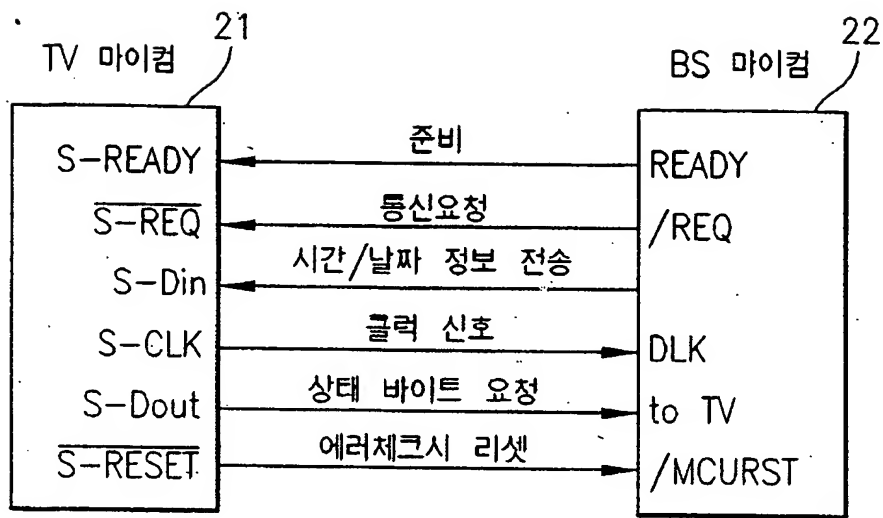 21
TV 마이컴
22
BS 마이컴
S-READY
준비
READY
S-REQ
통신요청
/REQ
S-Din
시간/날짜 정보 전송
S-CLK
클럭 신호
DLK
S-Dout
상태 바이트 요청
to TV
S-RESET
에러체크시 리셋
/MCURST